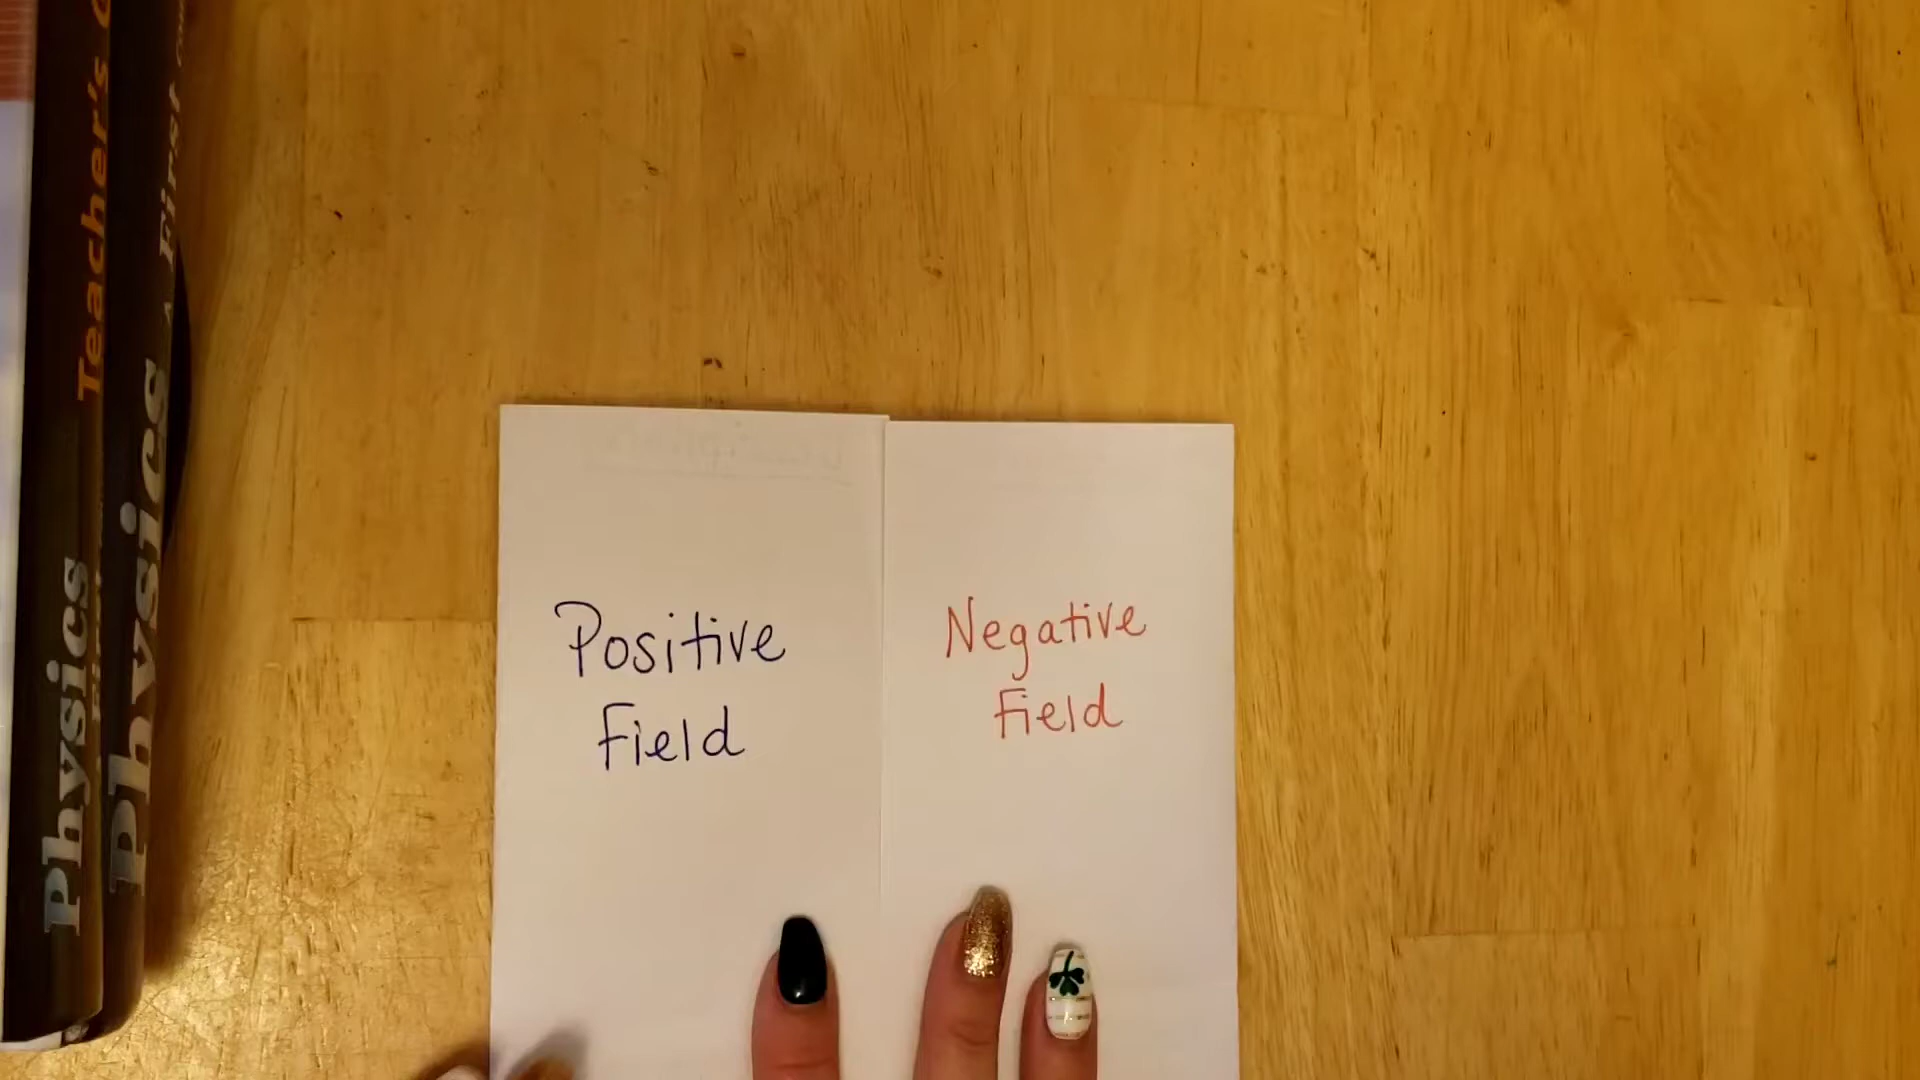 Physics
Teacher's
Physics
A First
Positive
Field
Negative
Field